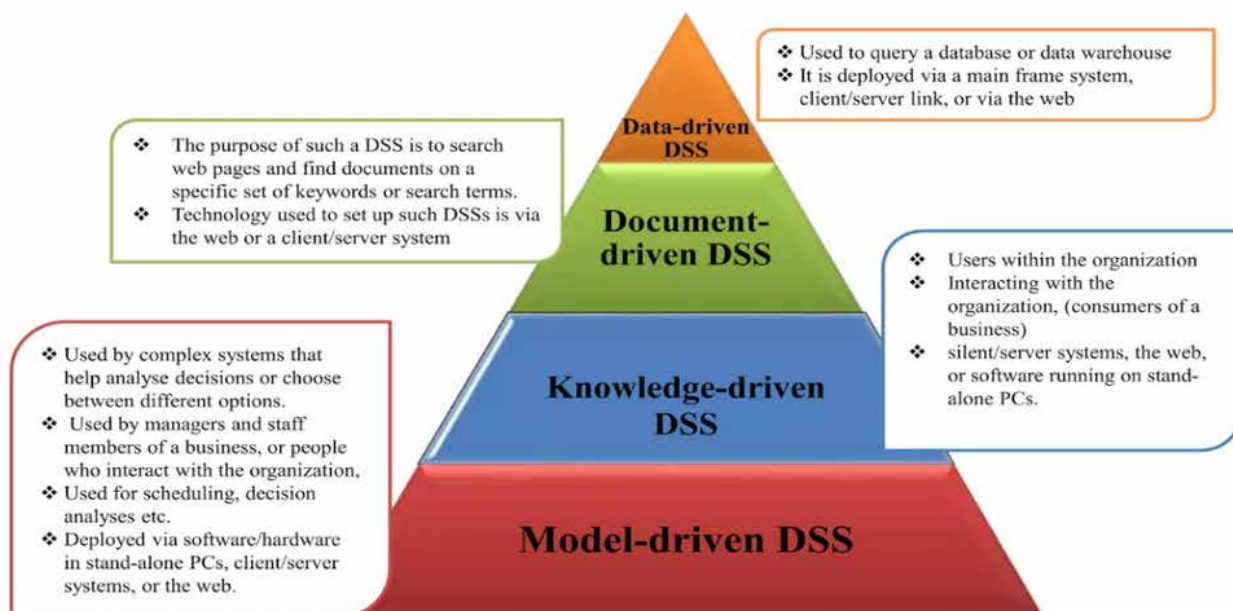 ❖ Used to query a database or data warehouse
❖ It is deployed via a main frame system,
client/server link, or via the web
Data-driven
DSS
❖ The purpose of such a DSS is to search
web pages and find documents on a
specific set of keywords or search terms.
❖ Technology used to set up such DSSs is via
the web or a client/server system
Document-
driven DSS
❖ Users within the organization
❖ Interacting with the
organization, (consumers of a
business)
❖ silent/server systems, the web,
or software running on stand-
alone PCs.
Knowledge-driven
DSS
❖ Used by complex systems that
help analyse decisions or choose
between different options.
❖ Used by managers and staff
members of a business, or people
who interact with the organization,
❖ Used for scheduling, decision
analyses etc.
❖ Deployed via software/hardware
in stand-alone PCs, client/server
systems, or the web.
Model-driven DSS